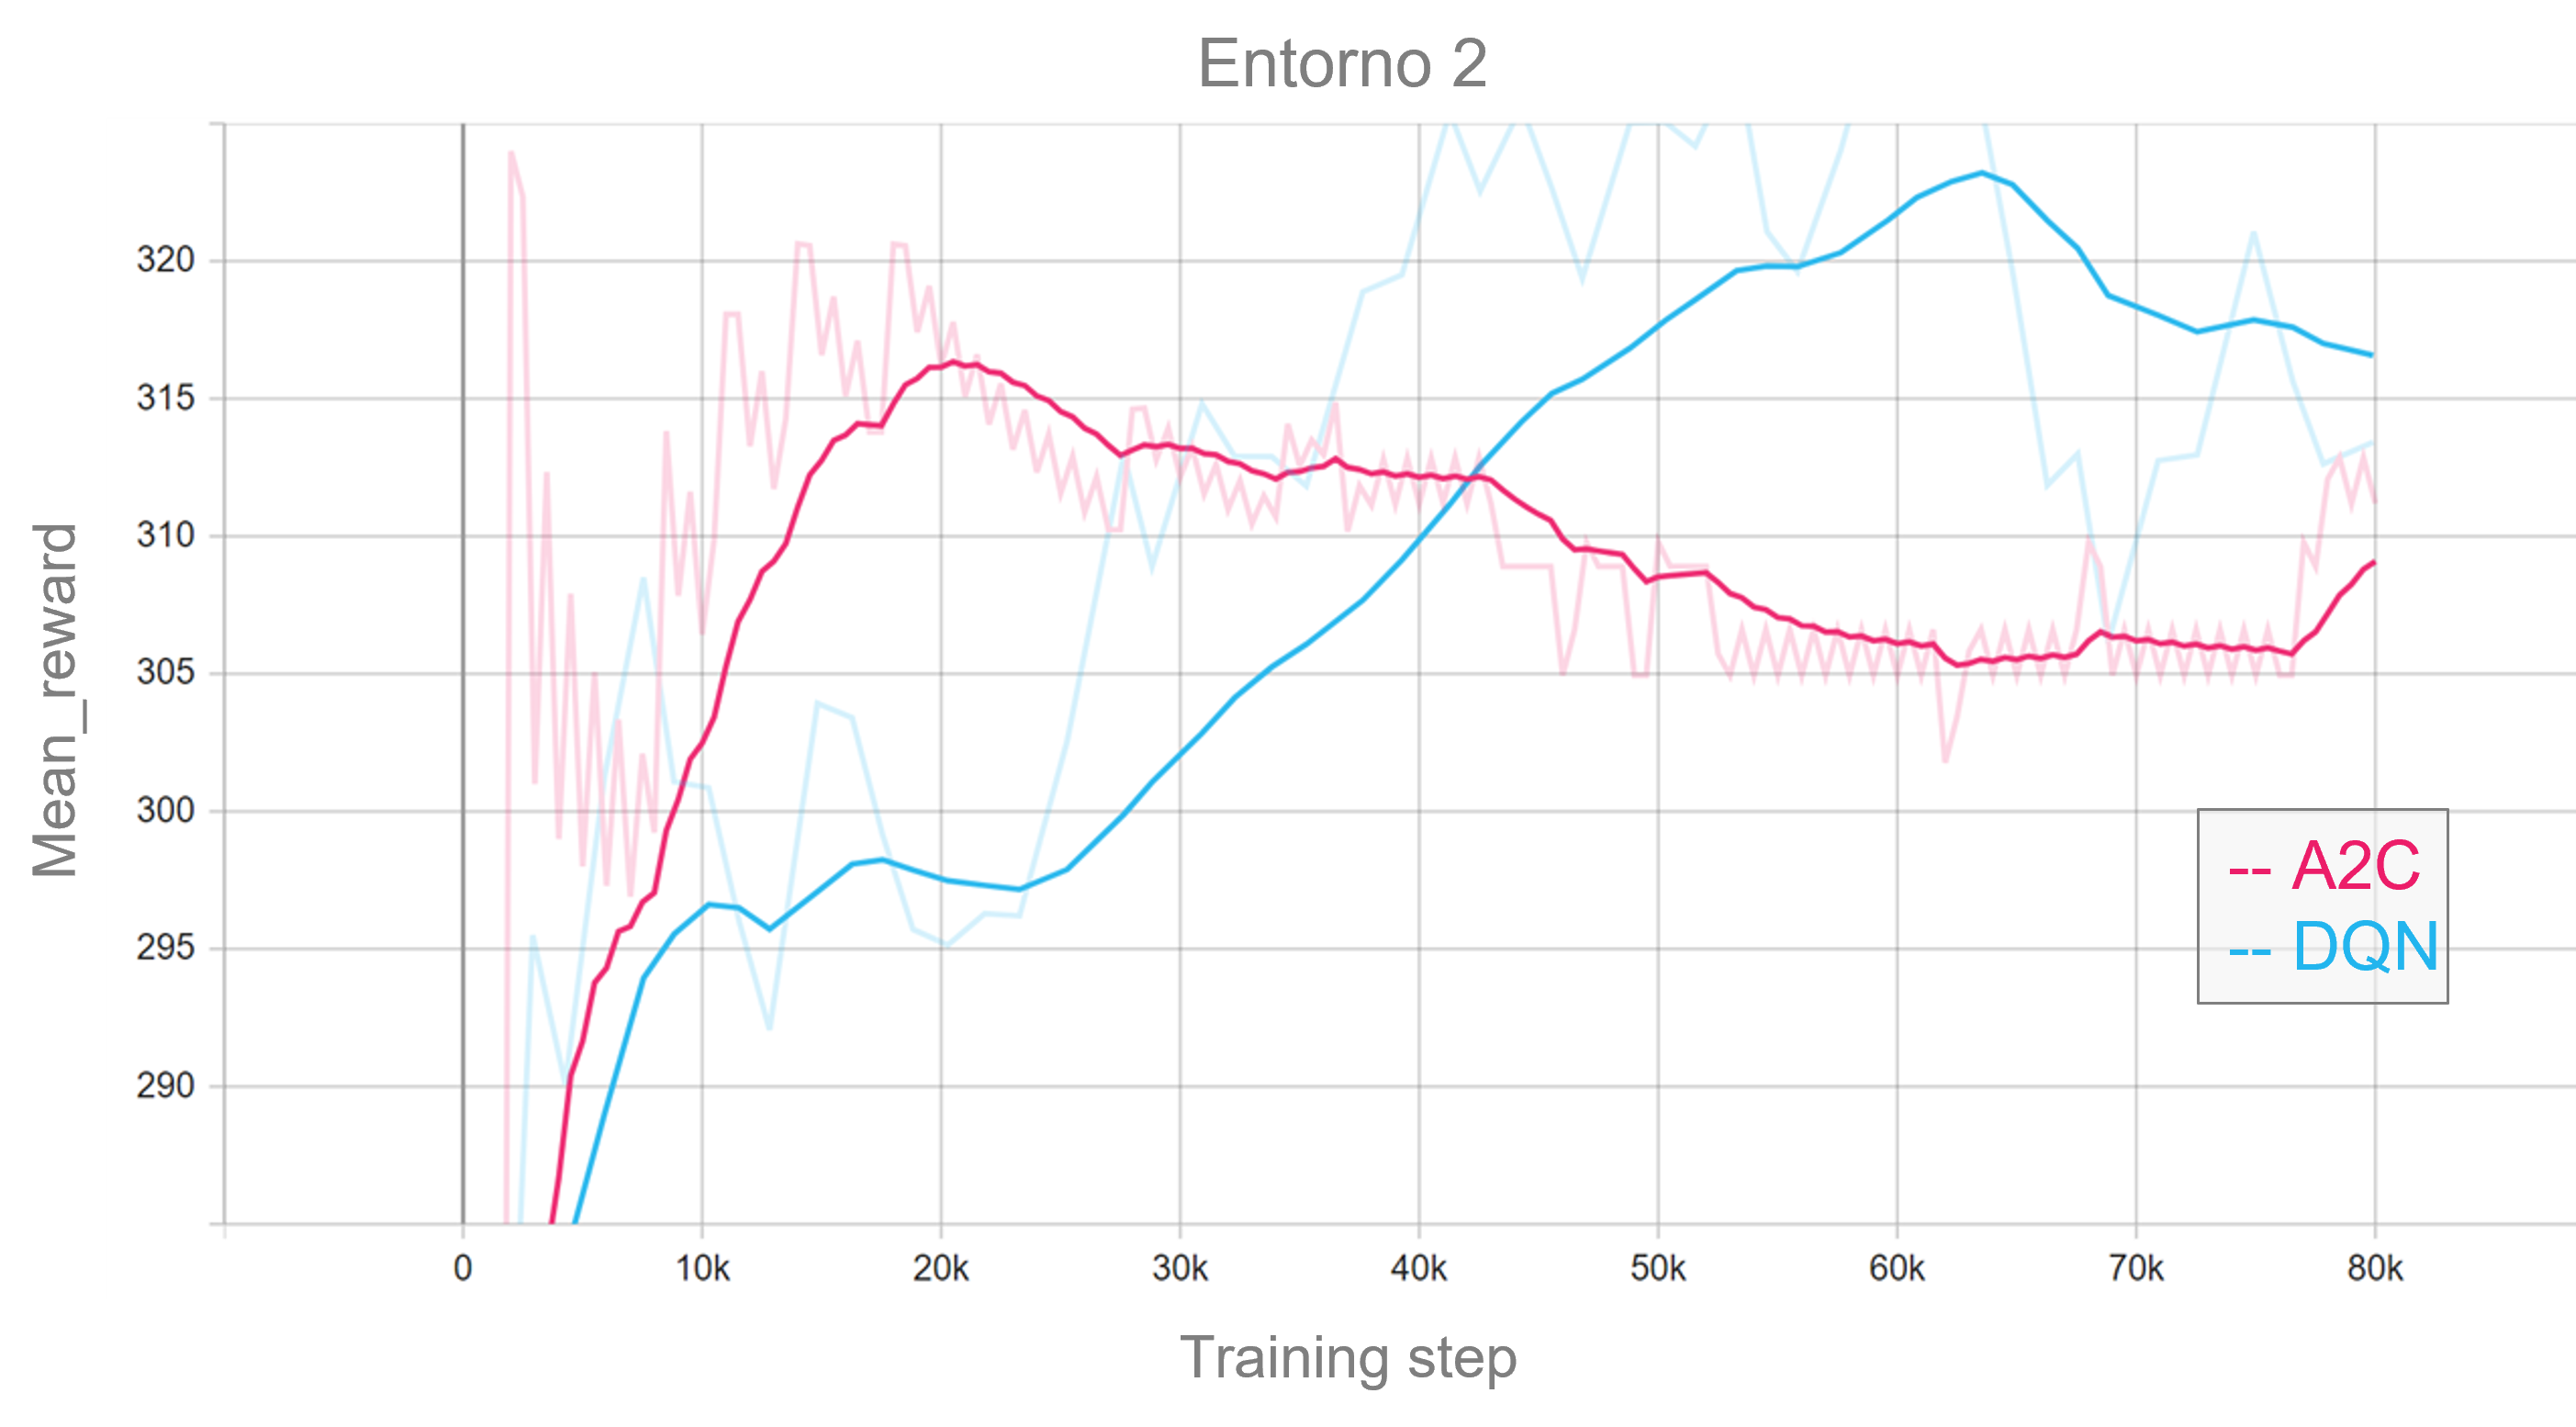 Entorno 2
320
315
310
305
300
295
290
Mean_reward
-- A2C
-- DQN
0 10k 20k 30k 40k 50k 60k 70k 80k
Training step